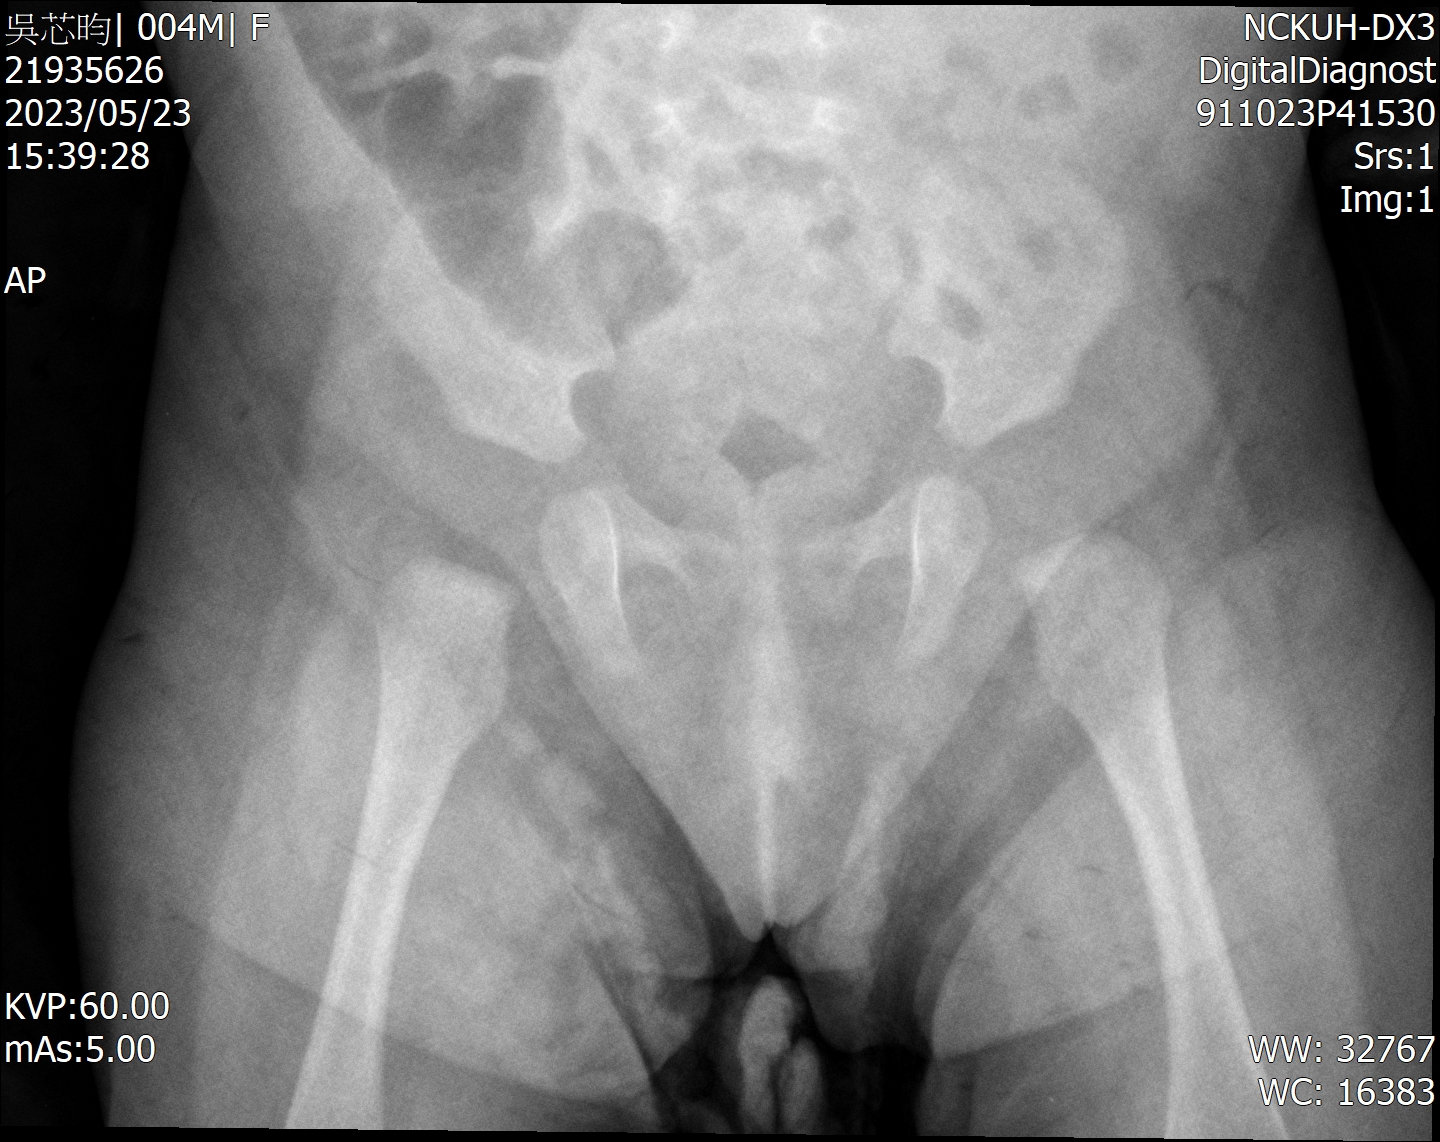 吳芯昀| 004M| F
21935626
2023/05/23
15:39:28
AP
NCKUH-DX3
DigitalDiagnost
911023P41530
Srs:1
Img:1
KVP:60.00
mAs:5.00
WW: 32767
WC: 16383